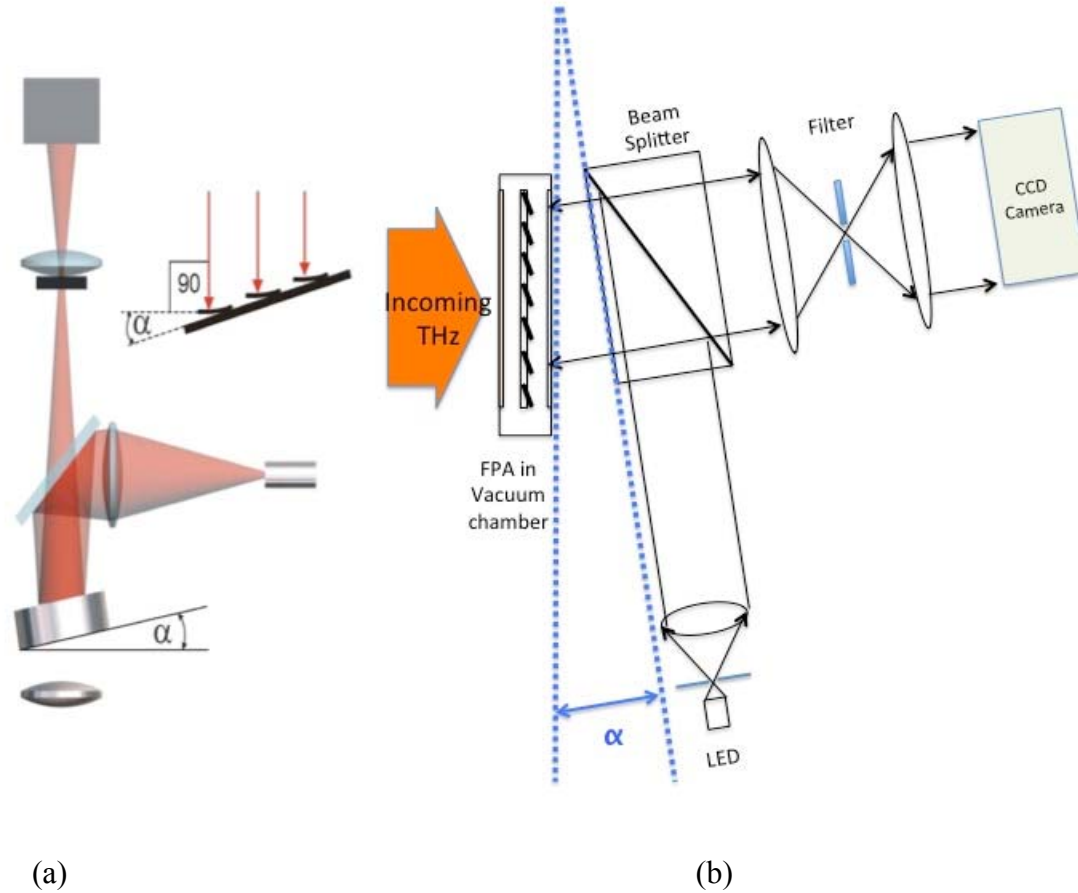 90
α
α
Beam
Splitter
Filter
CCD
Camera
Incoming
THz
FPA in
Vacuum
chamber
α
LED
(a)
(b)